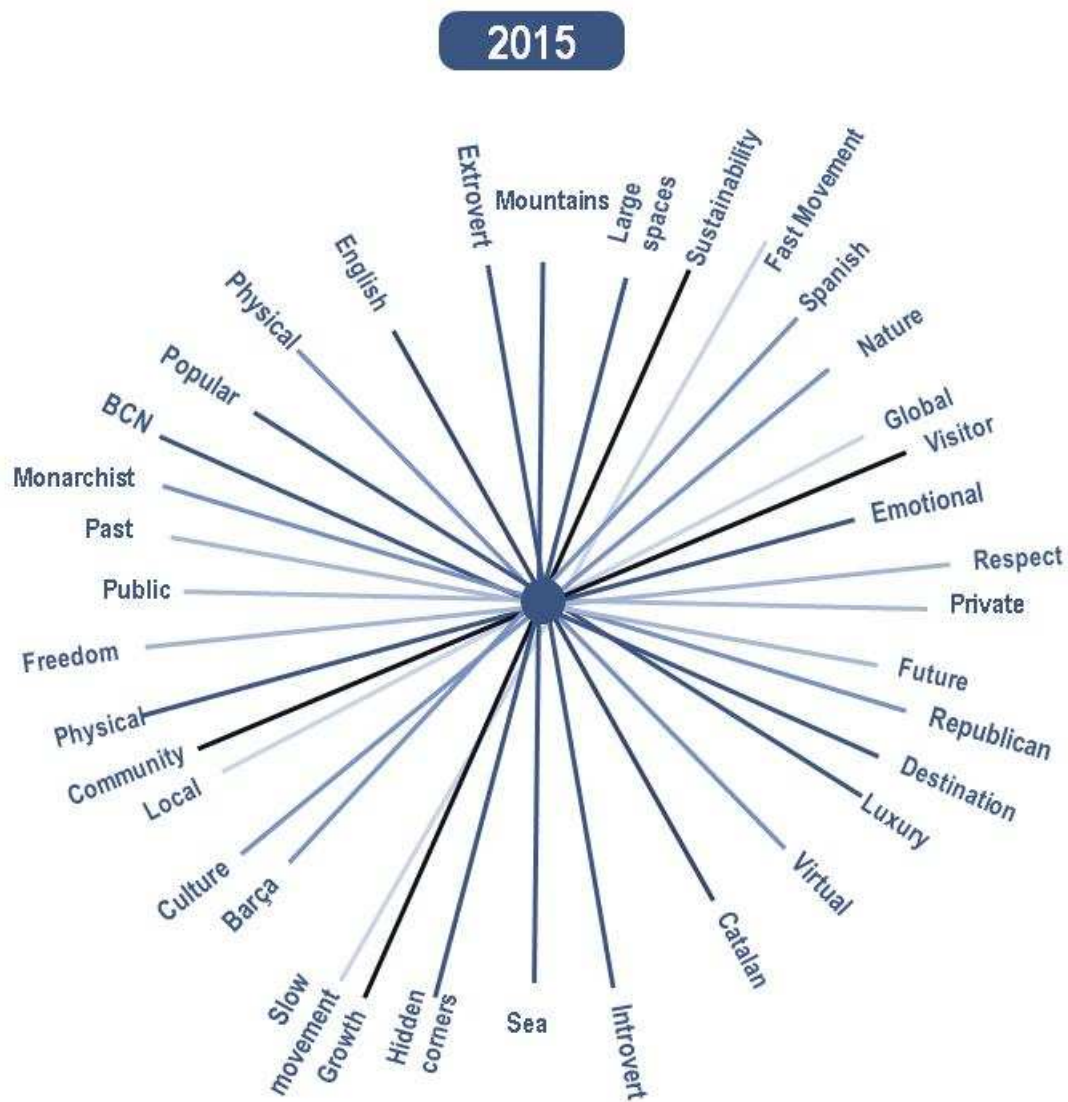 2015
Extrovert
Mountains
Large
spaces
Sustainability
Fast Movement
Spanish
Nature
Global
Visitor
Emotional
Respect
Private
Future
Republican
Destination
Luxury
Virtual
Catalan
Introvert
Sea
Hidden
corners
Growth
Slow
movement
Barça
Culture
Local
Community
Physical
Freedom
Public
Past
Monarchist
BCN
Popular
Physical
English